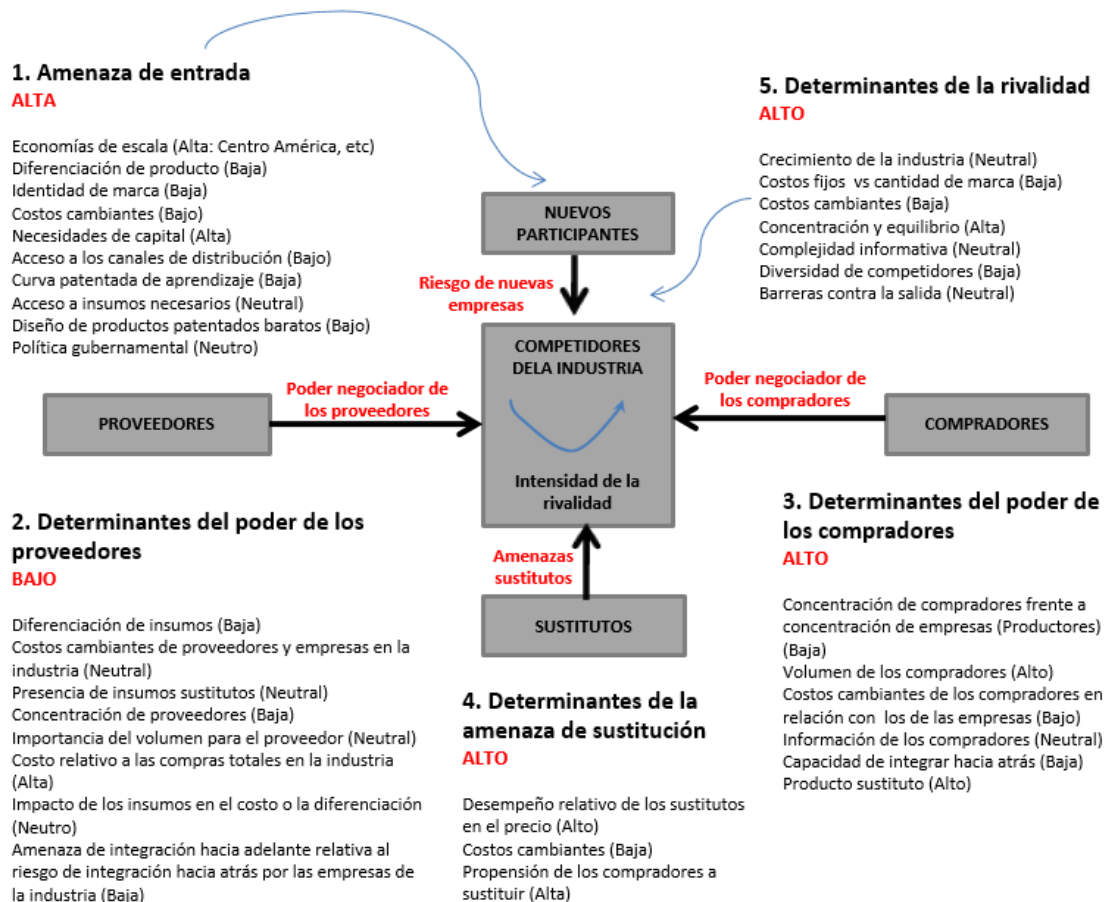 1. Amenaza de entrada
ALTA
Economías de escala (Alta: Centro América, etc)
Diferenciación de producto (Baja)
Identidad de marca (Baja)
Costos cambiantes (Bajo)
Necesidades de capital (Alta)
Acceso a los canales de distribución (Bajo)
Curva patentada de aprendizaje (Baja)
Acceso a insumos necesarios (Neutral)
Diseño de productos patentados baratos (Bajo)
Política gubernamental (Neutro)
5. Determinantes de la rivalidad
ALTO
Crecimiento de la industria (Neutral)
Costos fijos vs cantidad de marca (Baja)
Costos cambiantes (Baja)
Concentración y equilibrio (Alta)
Complejidad informativa (Neutral)
Diversidad de competidores (Baja)
Barreras contra la salida (Neutral)
NUEVOS
PARTICIPANTES
Riesgo de nuevas
empresas
COMPETIDORES
DELA INDUSTRIA
Intensidad de la
rivalidad
Poder negociador de
los proveedores
PROVEEDORES
Poder negociador de
los compradores
COMPRADORES
Amenazas
sustitutos
SUSTITUTOS
2. Determinantes del poder de los
proveedores
BAJO
Diferenciación de insumos (Baja)
Costos cambiantes de proveedores y empresas en la
industria (Neutral)
Presencia de insumos sustitutos (Neutral)
Concentración de proveedores (Baja)
Importancia del volumen para el proveedor (Neutral)
Costo relativo a las compras totales en la industria
(Alta)
Impacto de los insumos en el costo o la diferenciación
(Neutro)
Amenaza de integración hacia adelante relativa al
riesgo de integración hacia atrás por las empresas de
la industria (Baja)
4. Determinantes de la
amenaza de sustitución
ALTO
Desempeño relativo de los sustitutos
en el precio (Alto)
Costos cambiantes (Baja)
Propensión de los compradores a
sustituir (Alta)
3. Determinantes del poder de
los compradores
ALTO
Concentración de compradores frente a
concentración de empresas (Productores)
(Baja)
Volumen de los compradores (Alto)
Costos cambiantes de los compradores en
relación con los de las empresas (Bajo)
Información de los compradores (Neutral)
Capacidad de integrar hacia atrás (Baja)
Producto sustituto (Alto)